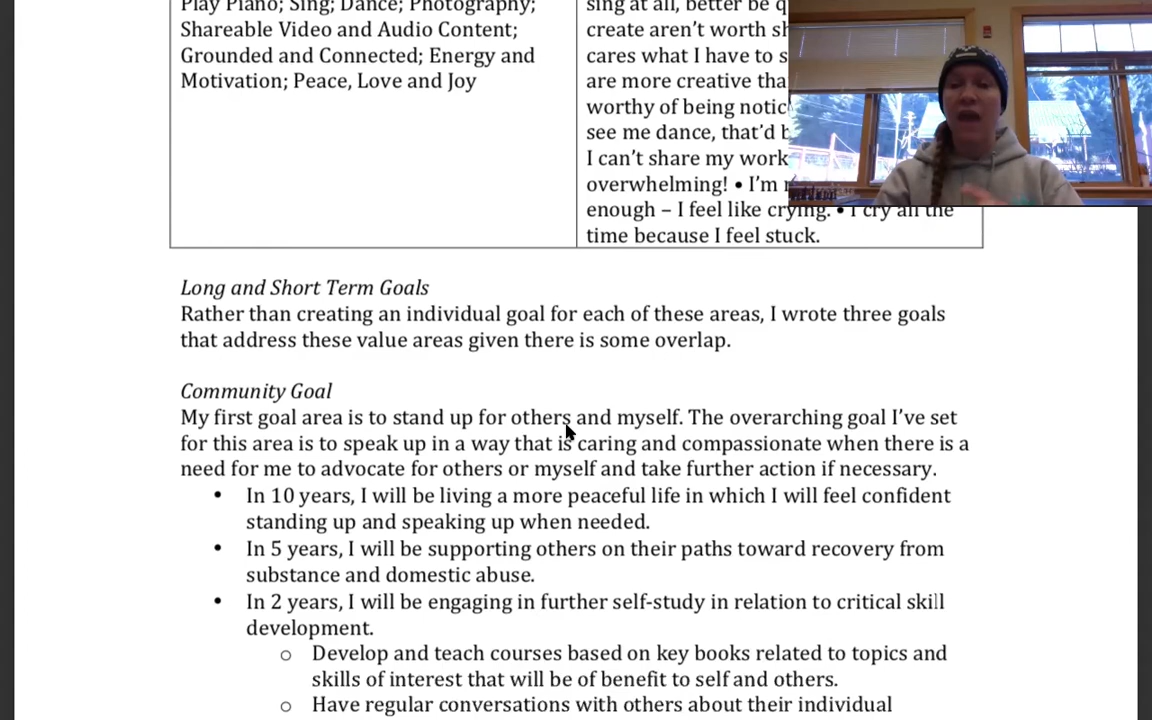 Play Piano; Sing; Dance; Photography;
Shareable Video and Audio Content;
Grounded and Connected; Energy and
Motivation; Peace, Love and Joy
sing at all, better be
create aren't worth
cares what I have to
are more creative
worthy of being
see me dance, that'd
I can't share my work
overwhelming! • I'm
enough – I feel like crying. • I cry all the
time because I feel stuck.
Long and Short Term Goals
Rather than creating an individual goal for each of these areas, I wrote three goals
that address these value areas given there is some overlap.
Community Goal
My first goal area is to stand up for others and myself. The overarching goal I've set
for this area is to speak up in a way that is caring and compassionate when there is a
need for me to advocate for others or myself and take further action if necessary.
• In 10 years, I will be living a more peaceful life in which I will feel confident
standing up and speaking up when needed.
• In 5 years, I will be supporting others on their paths toward recovery from
substance and domestic abuse.
• In 2 years, I will be engaging in further self-study in relation to critical skill
development.
o Develop and teach courses based on key books related to topics and
skills of interest that will be of benefit to self and others.
o Have regular conversations with others about their individual